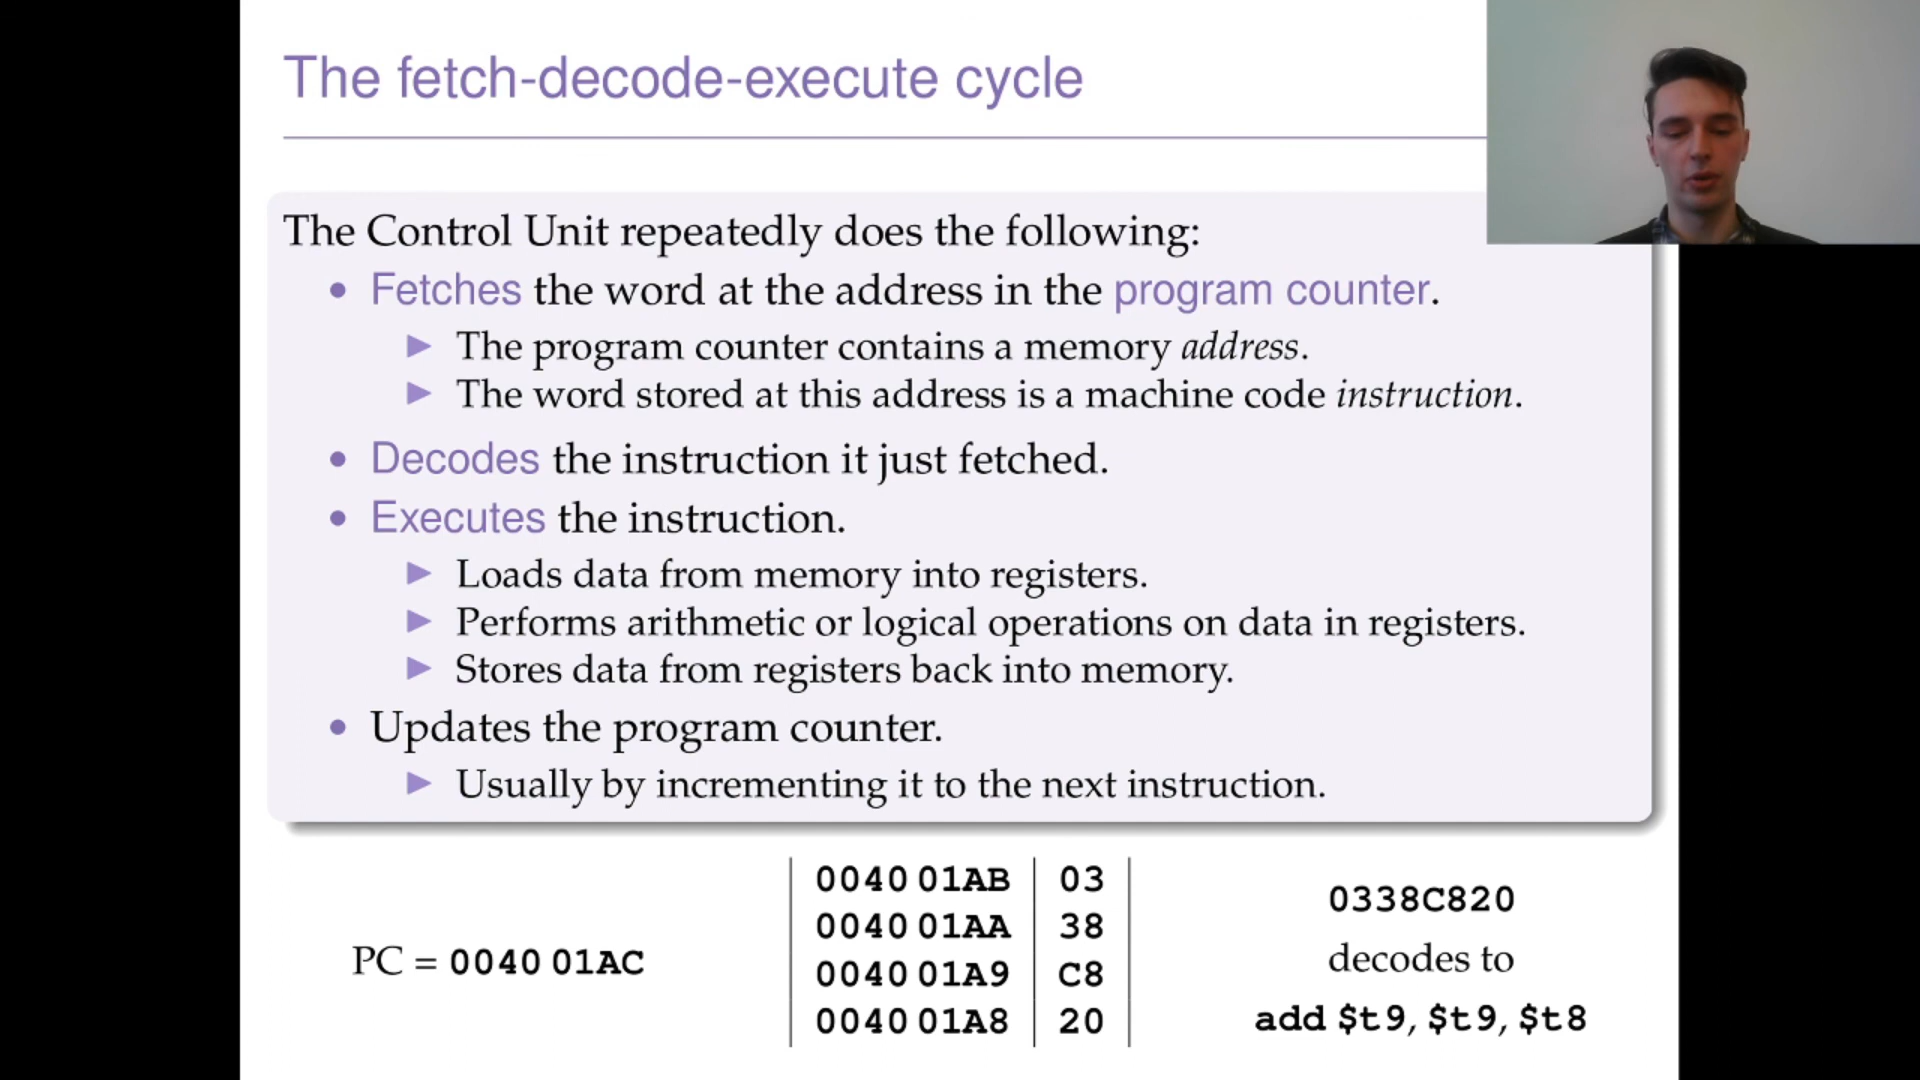 The fetch-decode-execute cycle
The Control Unit repeatedly does the following:
• Fetches the word at the address in the program counter.
▶ The program counter contains a memory address.
▶ The word stored at this address is a machine code instruction.
• Decodes the instruction it just fetched.
• Executes the instruction.
▶ Loads data from memory into registers.
▶ Performs arithmetic or logical operations on data in registers.
▶ Stores data from registers back into memory.
• Updates the program counter.
▶ Usually by incrementing it to the next instruction.
PC = 0040 01AC
0040 01AB 03
0040 01AA 38
0040 01A9 C8
0040 01A8 20
0338C820
decodes to
add $t9, $t9, $t8